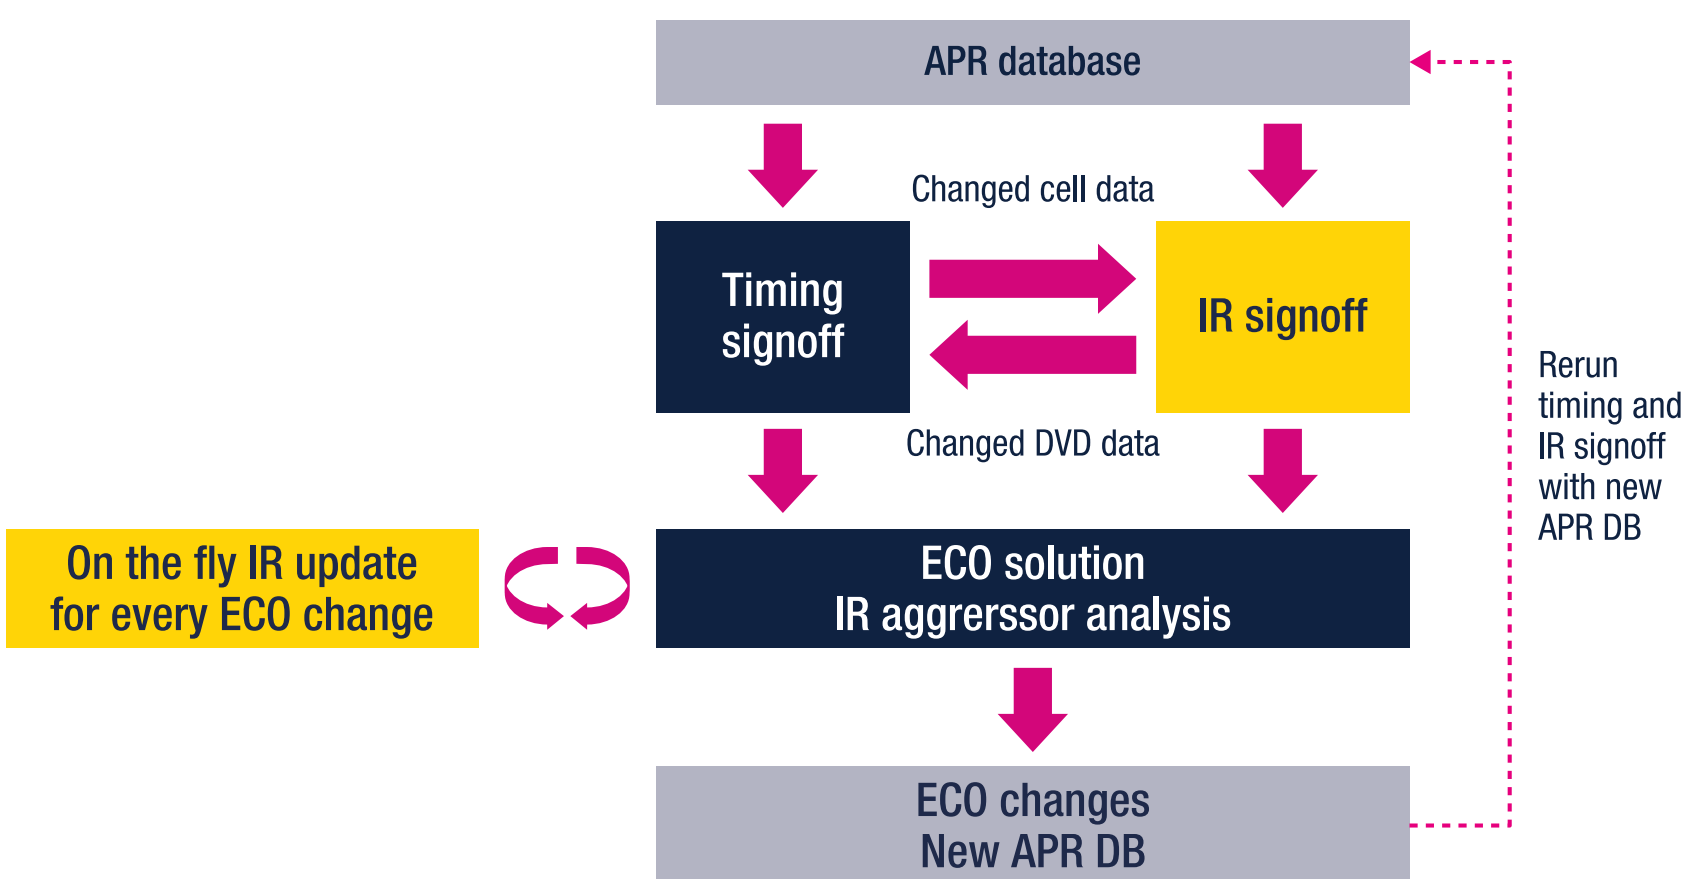 APR database
Changed cell data
Timing
signoff
IR signoff
Changed DVD data
Rerun
timing and
IR signoff
with new
APR DB
On the fly IR update
for every ECO change
ECO solution
IR aggrerssor analysis
ECO changes
New APR DB